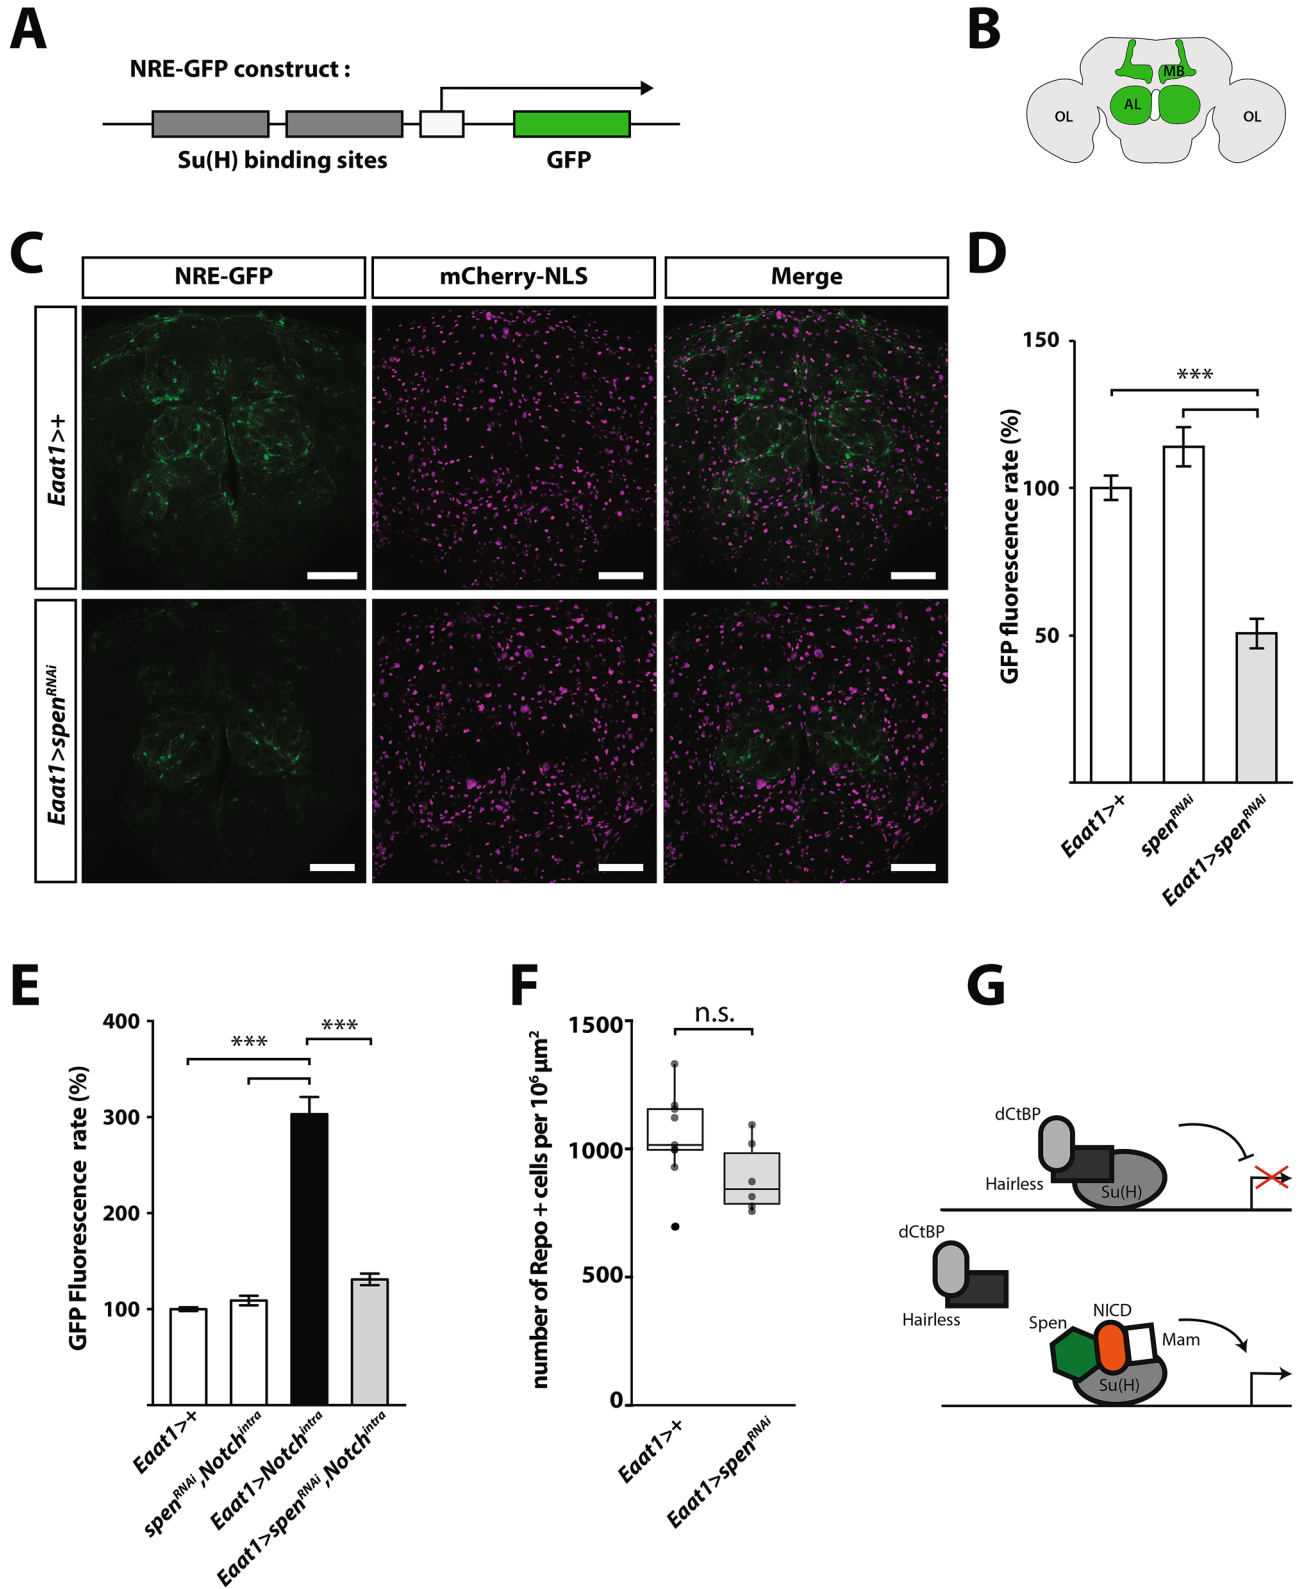 A
NRE-GFP construct :
Su(H) binding sites
GFP
B
MB
AL
OL
OL
C
NRE-GFP
mCherry-NLS
Merge
Eaat1>+
Eaat1>spenRNAi
D
150
100
50
GFP fluorescence rate (%)
***
Eaat1>+
spenRNAi
Eaat1>spenRNAi
E
400
300
200
100
GFP Fluorescence rate (%)
***
***
Eaat1>+
spenRNAi,Notchintra
Eaat1>Notchintra
Eaat1>spenRNAi,Notchintra
F
1500
1000
500
0
number of Repo + cells per 10⁶µm²
n.s.
Eaat1>+
Eaat1>spenRNAi
G
dCtBP
Hairless
Su(H)
dCtBP
Hairless
Spen
NICD
Mam
Su(H)